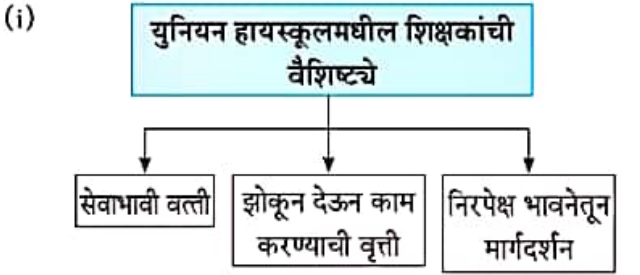 (i)
युनियन हायस्कूलमधील शिक्षकांची
वैशिष्ट्ये
सेवाभावी वत्ती
झोकून देऊन काम
करण्याची वृत्ती
निरपेक्ष भावनेतून
मार्गदर्शन